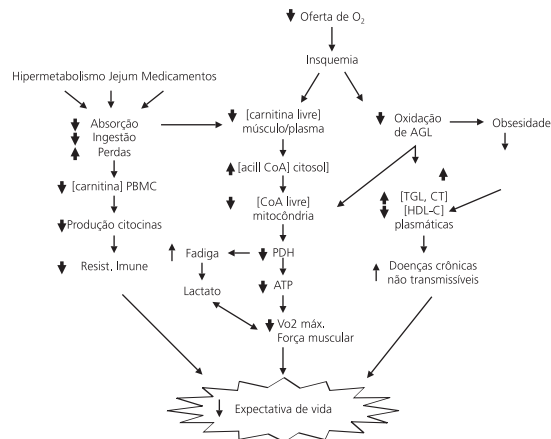 Oferta de O2
Insquemia
Hipermetabolismo Jejum Medicamentos
Absorção
Ingestão
Perdas
[carnitina livre]
músculo/plasma
Oxidação
de AGL
Obsesidade
[acill CoA] citosol]
[carnitina] PBMC
[CoA livre]
mitocôndria
[TGL, CT]
[HDL-C]
plasmáticas
Produção citocinas
Fadiga
PDH
Resist. Imune
Doenças crônicas
não transmissíveis
Lactato
ATP
Vo2 máx.
Força muscular
Expectativa de vida